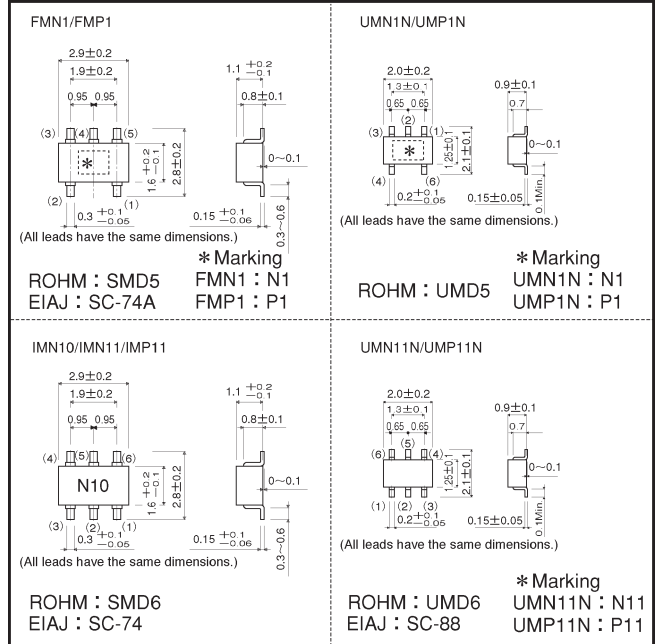 FMN1/FMP1
2.9±0.2
1.9±0.2
0.95 0.95
(3) (4) (5)
*
(2) (1)
1.6 +0.2 −0.1
2.8±0.2
0.3 +0.1 −0.05
1.1 +0.2 −0.1
0.8±0.1
0~0.1
0.15 +0.1 −0.06
0.3~0.6
(All leads have the same dimensions.)
ROHM : SMD5
EIAJ : SC-74A
*Marking
FMN1 : N1
FMP1 : P1
UMN1N/UMP1N
2.0±0.2
1.3±0.1
0.65 0.65
(2)
(3) (1)
*
(4) (6)
1.25±0.1
2.1±0.1
0.2 +0.1 −0.05
0.9±0.1
0.7
0~0.1
0.15±0.05
0.1Min.
(All leads have the same dimensions.)
ROHM : UMD5
*Marking
UMN1N : N1
UMP1N : P1
IMN10/IMN11/IMP11
2.9±0.2
1.9±0.2
0.95 0.95
(4) (5) (6)
N10
(3) (2) (1)
1.6 +0.2 −0.1
2.8±0.2
0.3 +0.1 −0.05
1.1 +0.2 −0.1
0.8±0.1
0~0.1
0.15 +0.1 −0.06
0.3~0.6
(All leads have the same dimensions.)
ROHM : SMD6
EIAJ : SC-74
UMN11N/UMP11N
2.0±0.2
1.3±0.1
0.65 0.65
(5)
(6) (4)
(1) (2) (3)
1.25±0.1
2.1±0.1
0.2 +0.1 −0.05
0.9±0.1
0.7
0~0.1
0.15±0.05
0.1Min.
(All leads have the same dimensions.)
ROHM : UMD6
EIAJ : SC-88
*Marking
UMN11N : N11
UMP11N : P11